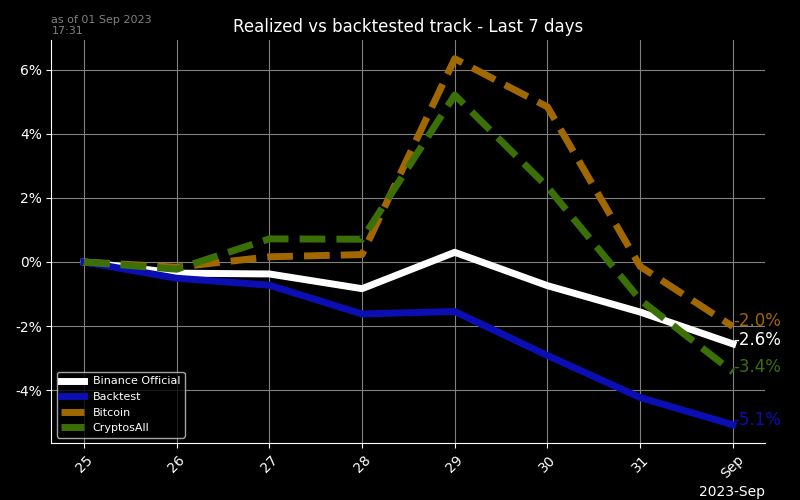 as of 01 Sep 2023
17:31
Realized vs backtested track - Last 7 days
6%
4%
2%
0%
-2%
-4%
-2.0%
-2.6%
-3.4%
-5.1%
Binance Official
Backtest
Bitcoin
CryptosAll
25
26
27
28
29
30
31
Sep
2023-Sep